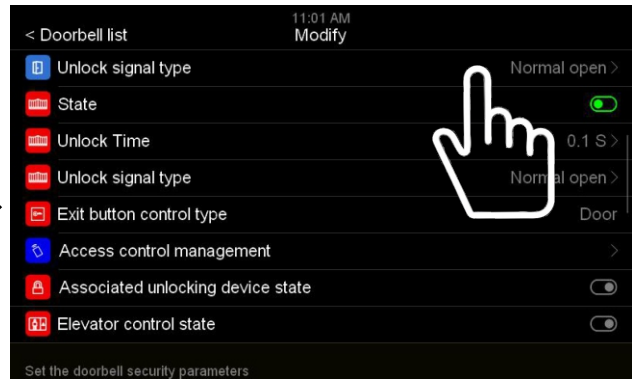 11:01 AM
< Doorbell list Modify
Unlock signal type Normal open >
State
Unlock Time 0.1 S >
Unlock signal type Normal open >
Exit button control type Door
Access control management >
Associated unlocking device state
Elevator control state
Set the doorbell security parameters